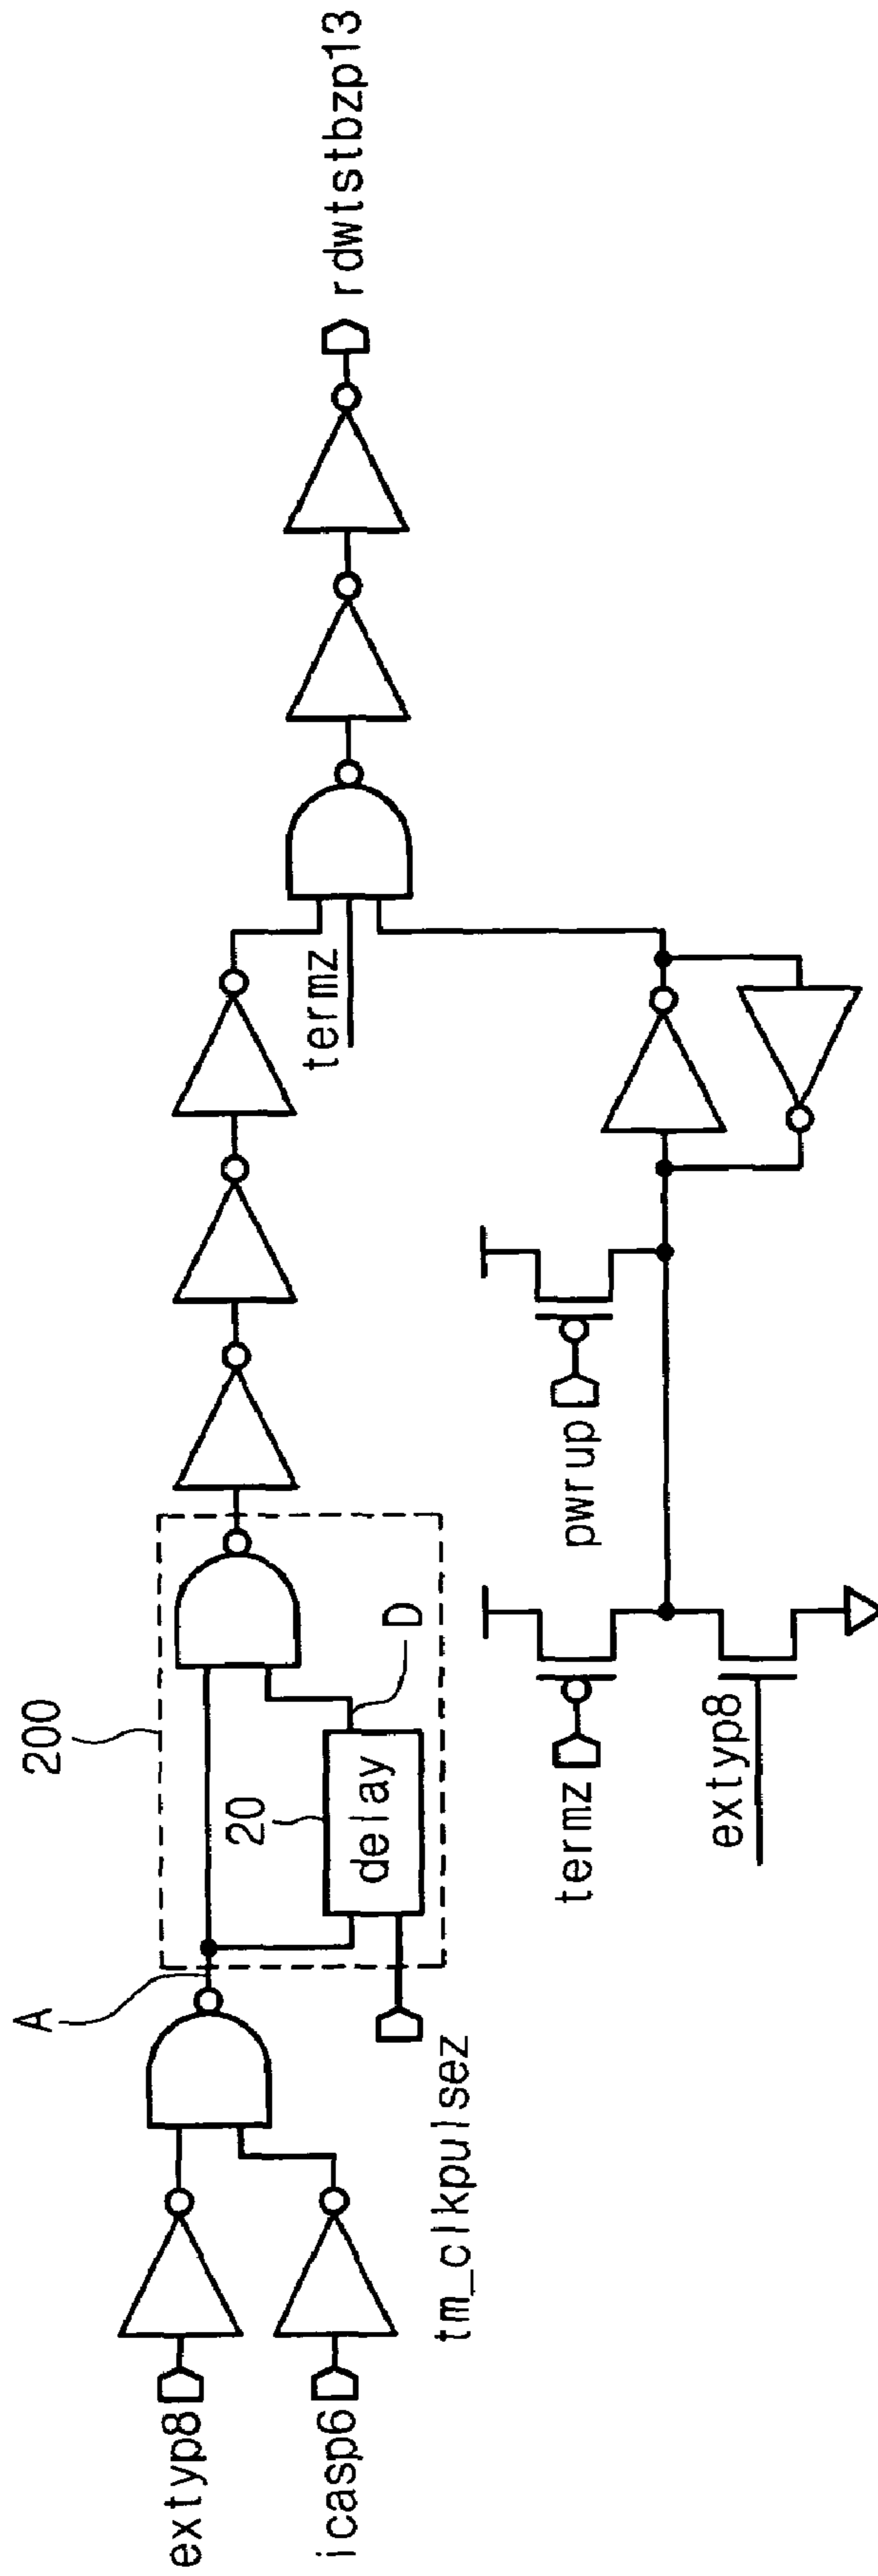 extyp8
icasp6
A
tm_clkpulsez
200
20
delay
D
termz
rdwtstbzp13
termz
extyp8
pwrup